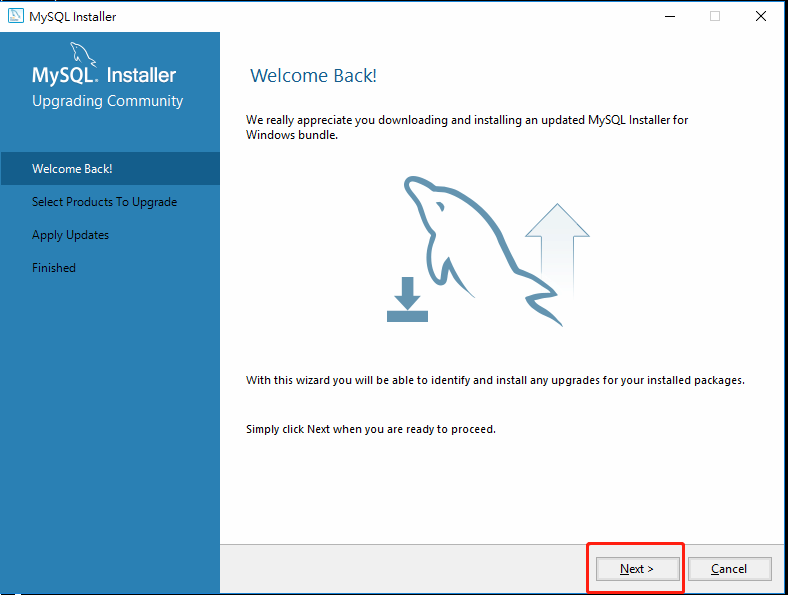 MySQL Installer
MySQL. Installer
Upgrading Community
Welcome Back!
Select Products To Upgrade
Apply Updates
Finished
Welcome Back!
We really appreciate you downloading and installing an updated MySQL Installer for
Windows bundle.
With this wizard you will be able to identify and install any upgrades for your installed packages.
Simply click Next when you are ready to proceed.
Next >
Cancel